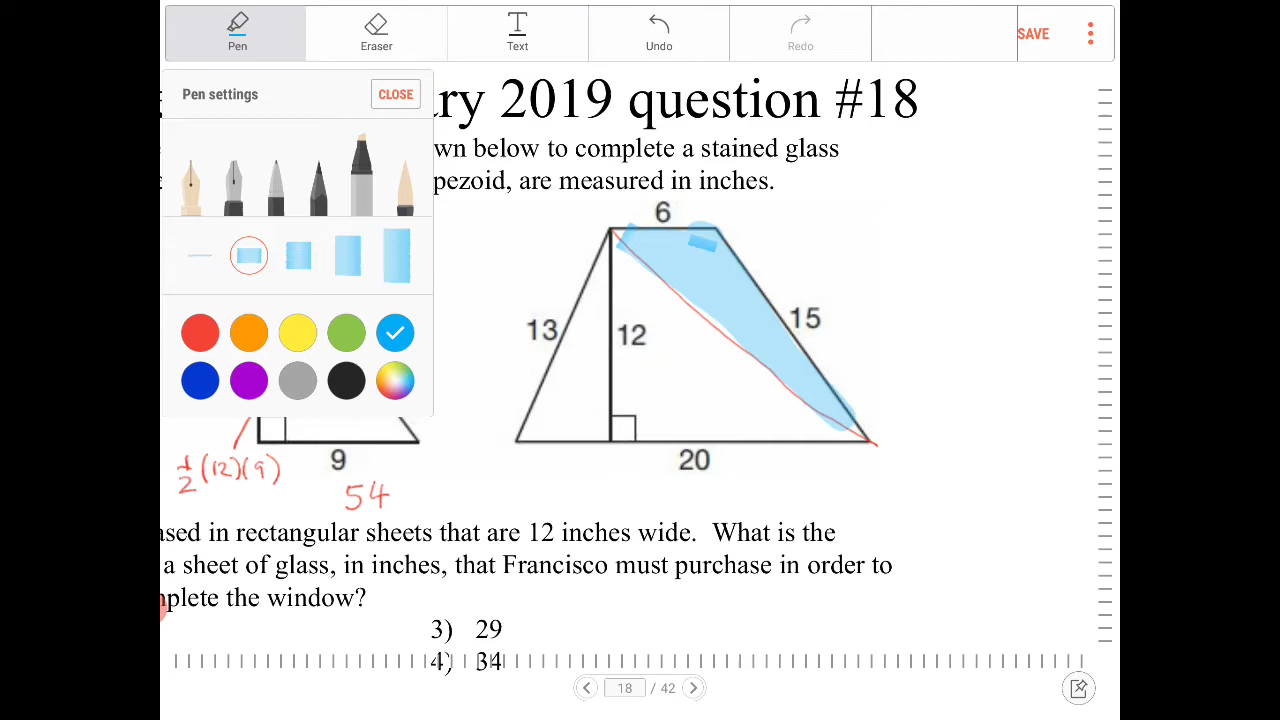 Pen
Eraser
Text
Undo
Redo
SAVE
Pen settings
CLOSE
ry 2019 question #18
wn below to complete a stained glass
pezoid, are measured in inches.
6
13
12
15
20
9
1/2 (12)(9)
54
ased in rectangular sheets that are 12 inches wide. What is the
a sheet of glass, in inches, that Francisco must purchase in order to
plete the window?
3) 29
4) 34
18 / 42